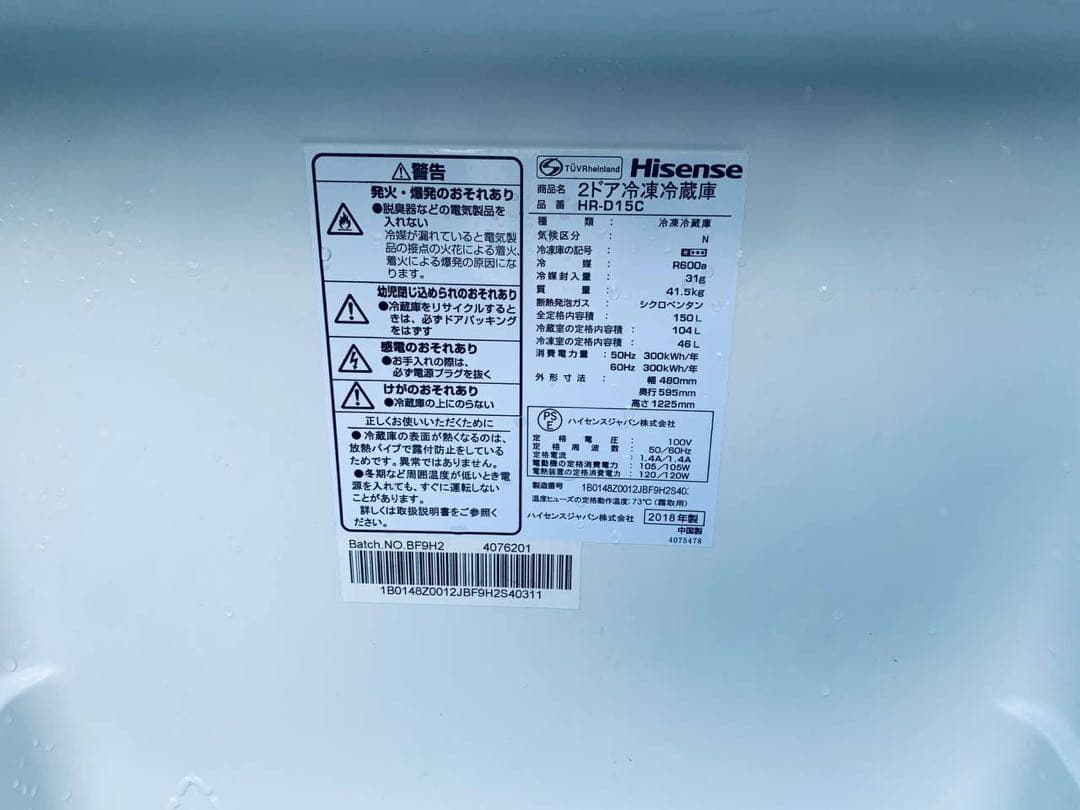 警告
発火・爆発のおそれあり
●脱臭器などの電気製品を
入れない
冷媒が漏れていると電気製
品の接点の火花による着火、
着火による爆発の原因にな
ります。
幼児閉じ込められのおそれあり
●冷蔵庫をリサイクルすると
きは、必ずドアパッキング
をはずす
感電のおそれあり
●お手入れの際は、
必ず電源プラグを抜く
けがのおそれあり
●冷蔵庫の上にのらない
正しくお使いいただくために
●冷蔵庫の表面が熱くなるのは、
放熱パイプで露付防止をしている
ためです。異常ではありません。
●冬期など周囲温度が低いとき電
源を入れても、すぐに運転しない
ことがあります。
詳しくは取扱説明書をご参照く
ださい。
TÜVRheinland Hisense
商品名 2ドア冷凍冷蔵庫
品番 HR-D15C
種類 : 冷凍冷蔵庫
気候区分 : N
冷凍庫の記号 :
冷媒 : R600a
冷媒封入量 : 31g
質量 : 41.5kg
断熱発泡ガス : シクロペンタン
全定格内容積 : 150L
冷蔵室の定格内容積 : 104L
冷凍室の定格内容積 : 46L
消費電力量 : 50Hz 300kWh/年
60Hz 300kWh/年
外形寸法 : 幅 480mm
奥行 595mm
高さ 1225mm
PSE ハイセンスジャパン株式会社
定格電圧 : 100V
定格周波数 : 50/60Hz
定格電流 : 1.4A/1.4A
電動機の定格消費電力 : 105/105W
電熱装置の定格消費電力 : 120/120W
製造番号 1B0148Z0012JBF9H2S40
温度ヒューズの定格動作温度:73℃(霜取用)
ハイセンスジャパン株式会社 2018年製
中国製
4075478
Batch.NO.BF9H2 4076201
1B0148Z0012JBF9H2S40311